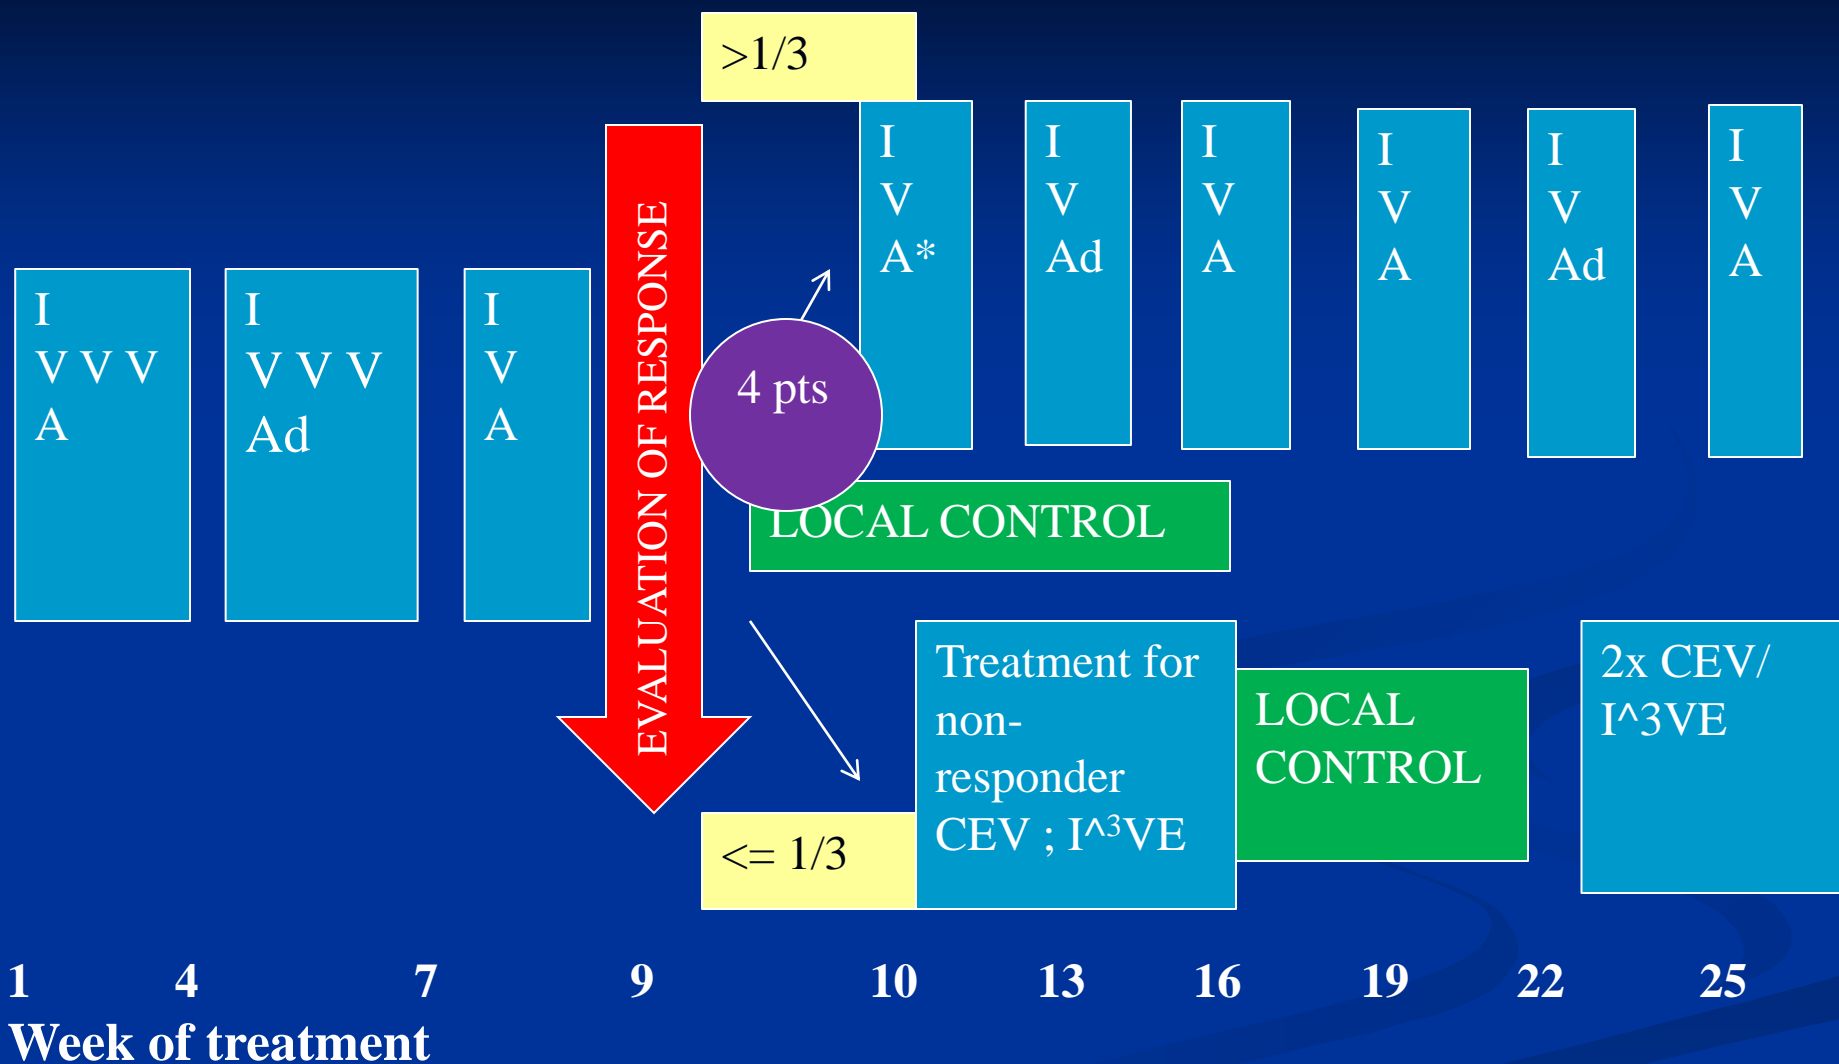 >1/3
I
V V V
A
I
V V V
Ad
I
V
A
EVALUATION OF RESPONSE
4 pts
I
V
A*
I
V
Ad
I
V
A
I
V
A
I
V
Ad
I
V
A
LOCAL CONTROL
<= 1/3
Treatment for
non-
responder
CEV ; I^³VE
LOCAL
CONTROL
2x CEV/
I^3VE
1 4 7 9 10 13 16 19 22 25
Week of treatment